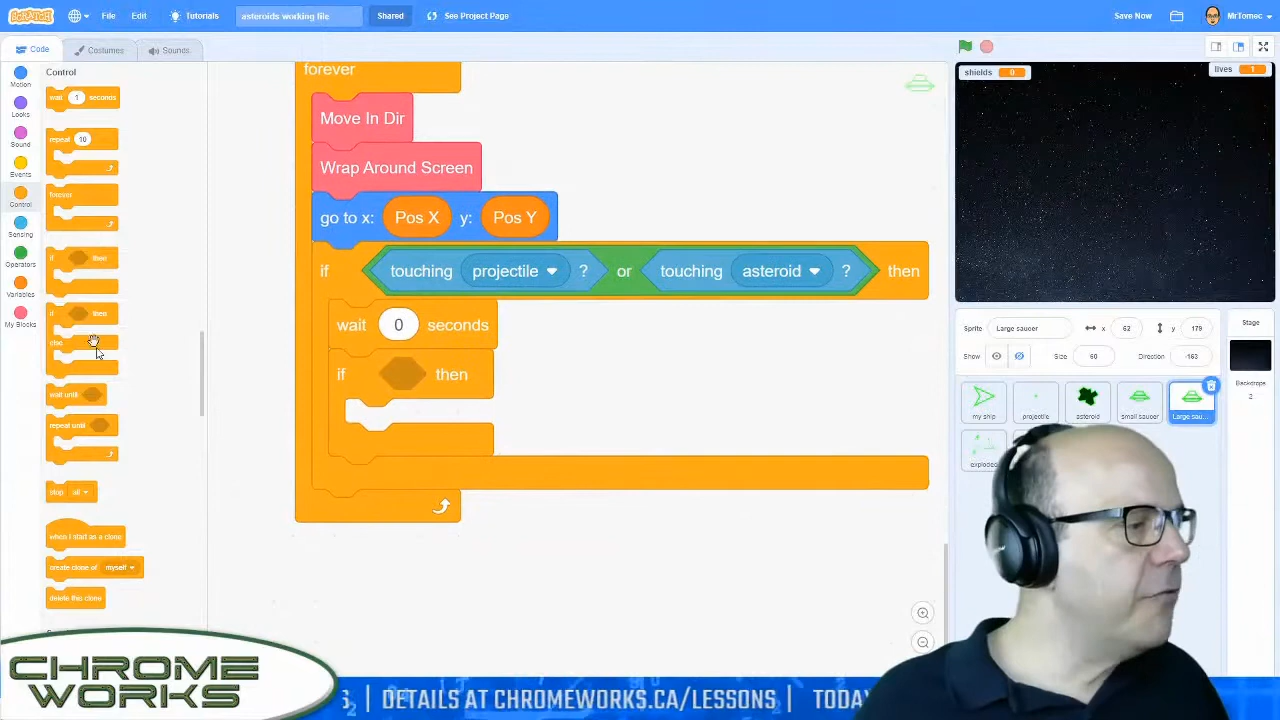 SCRATCH
File
Edit
Tutorials
asteroids working file
Shared
See Project Page
Save Now
MrTomec
Code
Costumes
Sounds
Motion
Looks
Sound
Events
Control
Sensing
Operators
Variables
My Blocks
Control
wait 1 seconds
repeat 10
forever
if then
if then
else
wait until
repeat until
stop all
when I start as a clone
create clone of myself
delete this clone
forever
Move In Dir
Wrap Around Screen
go to x: Pos X y: Pos Y
if touching projectile ? or touching asteroid ? then
wait 0 seconds
if then
shields 0
lives 1
Sprite Large saucer x 62 y 179
Show Size 60 Direction -163
my ship
projectile
asteroid
small saucer
Large sau...
Stage
Backdrops
2
CHROME
WORKS
DETAILS AT CHROMEWORKS.CA/LESSONS | TODA